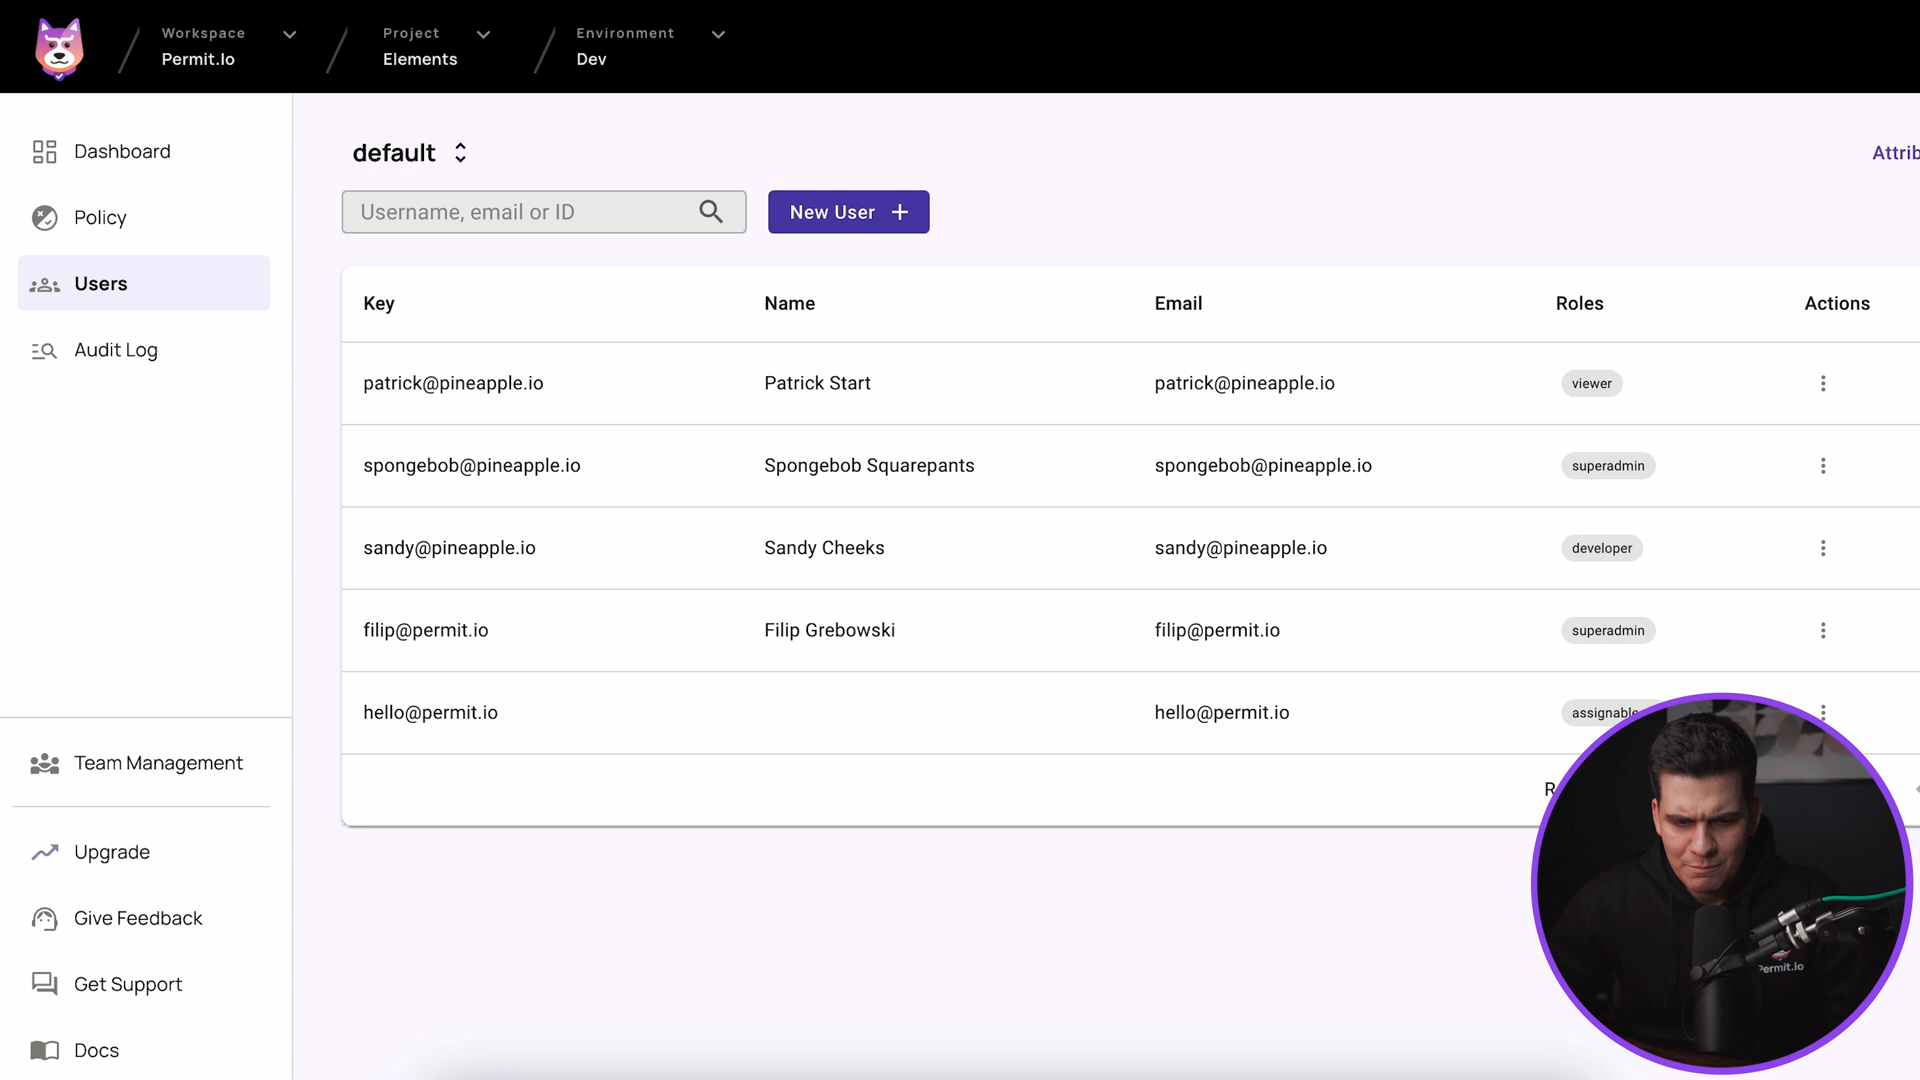 Workspace
Permit.Io
Project
Elements
Environment
Dev
Dashboard
Policy
Users
Audit Log
Team Management
Upgrade
Give Feedback
Get Support
Docs
default
Attrib
Username, email or ID
New User +
Key Name Email Roles Actions
patrick@pineapple.io Patrick Start patrick@pineapple.io viewer
spongebob@pineapple.io Spongebob Squarepants spongebob@pineapple.io superadmin
sandy@pineapple.io Sandy Cheeks sandy@pineapple.io developer
filip@permit.io Filip Grebowski filip@permit.io superadmin
hello@permit.io hello@permit.io assignable
R
Permit.io